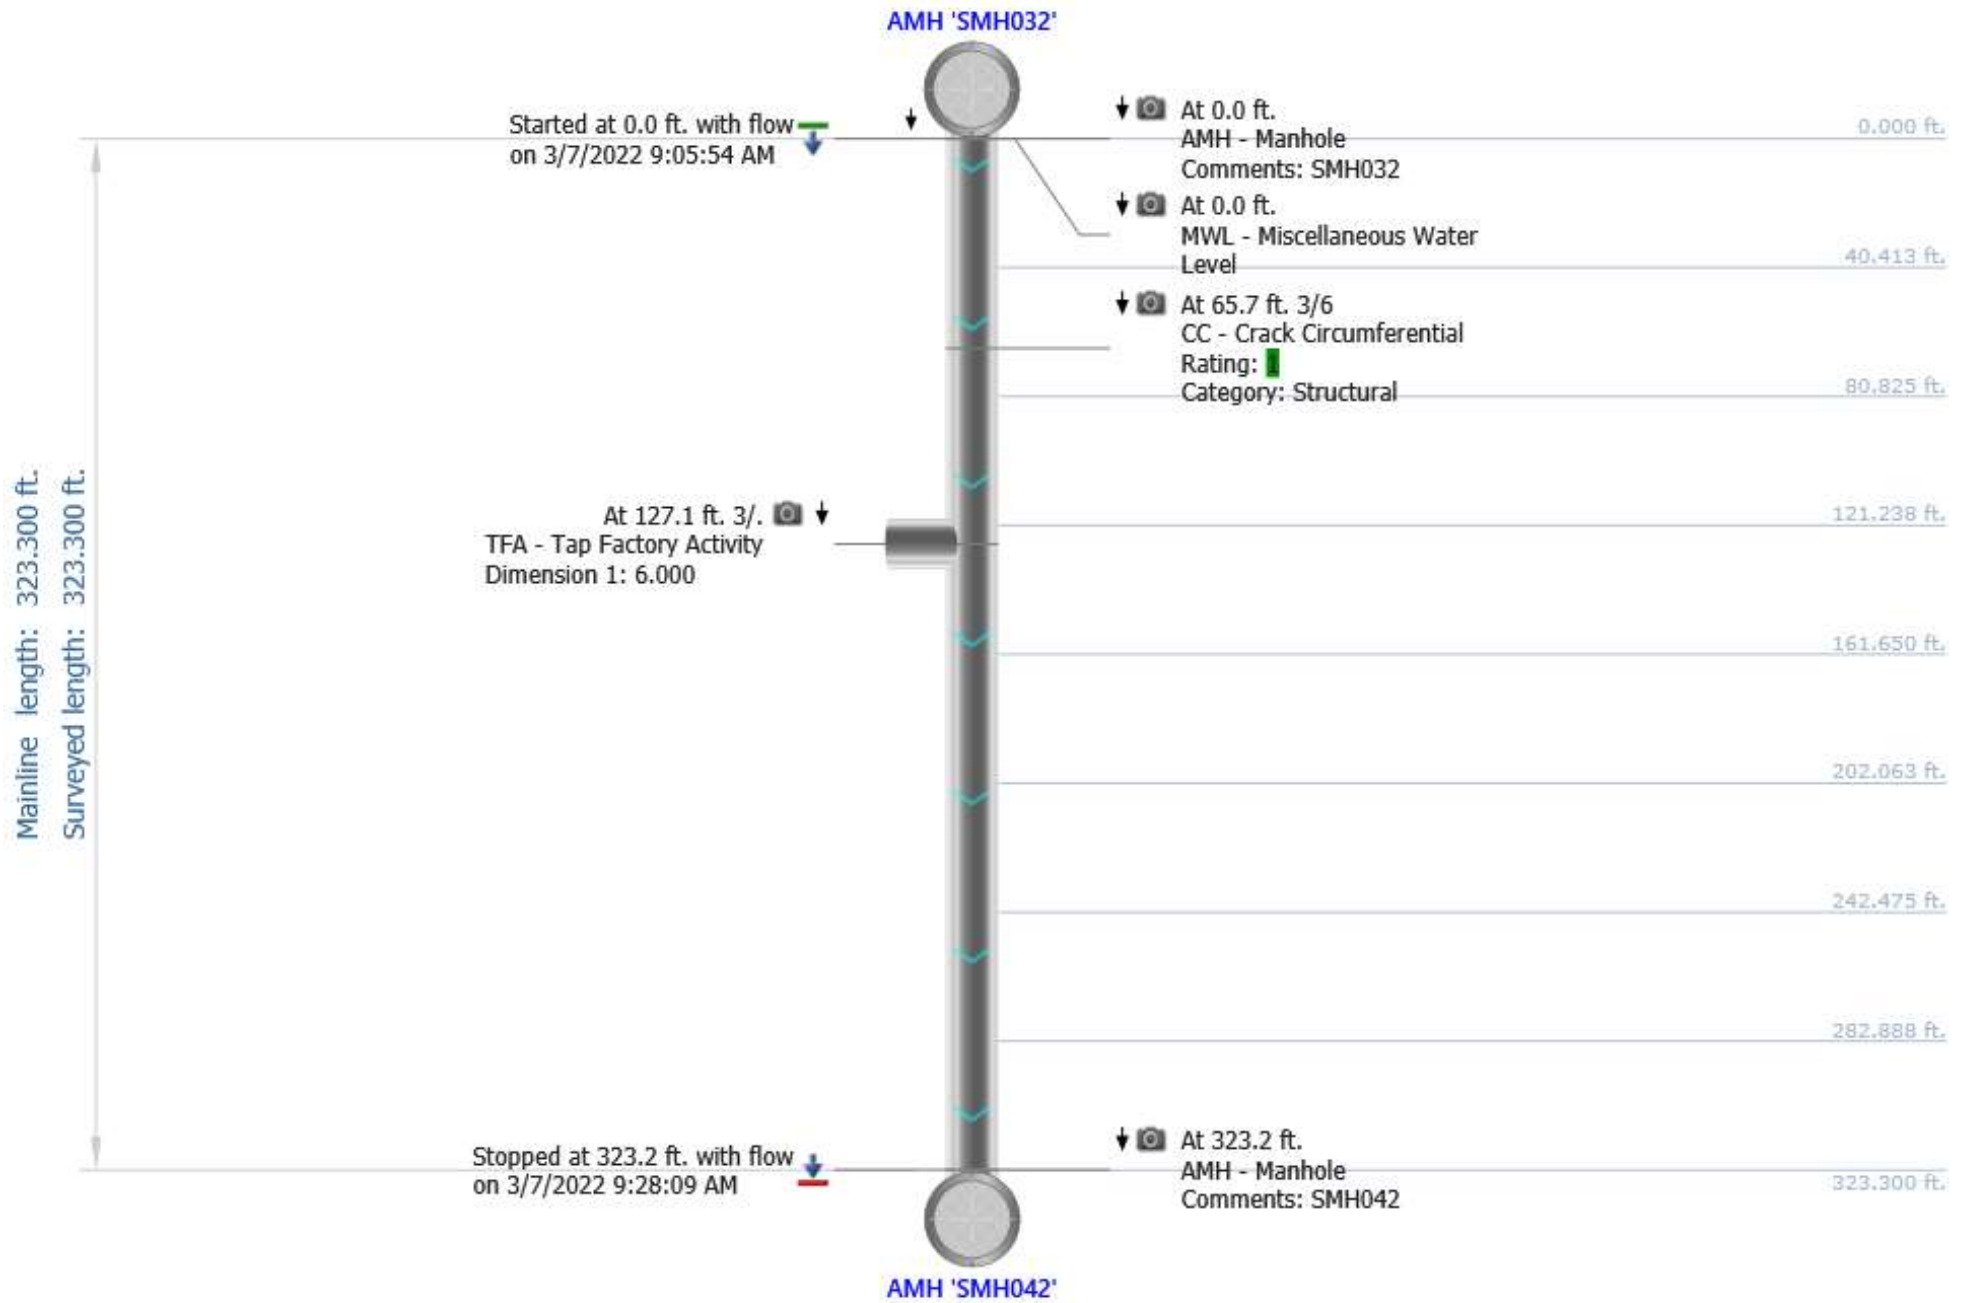 AMH 'SMH032'
Started at 0.0 ft. with flow
on 3/7/2022 9:05:54 AM
At 0.0 ft.
AMH - Manhole
Comments: SMH032
0.000 ft.
At 0.0 ft.
MWL - Miscellaneous Water
Level
40.413 ft.
At 65.7 ft. 3/6
CC - Crack Circumferential
Rating: 1
Category: Structural
80.825 ft.
Mainline length: 323.300 ft.
Surveyed length: 323.300 ft.
At 127.1 ft. 3/.
TFA - Tap Factory Activity
Dimension 1: 6.000
121.238 ft.
161.650 ft.
202.063 ft.
242.475 ft.
282.888 ft.
Stopped at 323.2 ft. with flow
on 3/7/2022 9:28:09 AM
At 323.2 ft.
AMH - Manhole
Comments: SMH042
323.300 ft.
AMH 'SMH042'